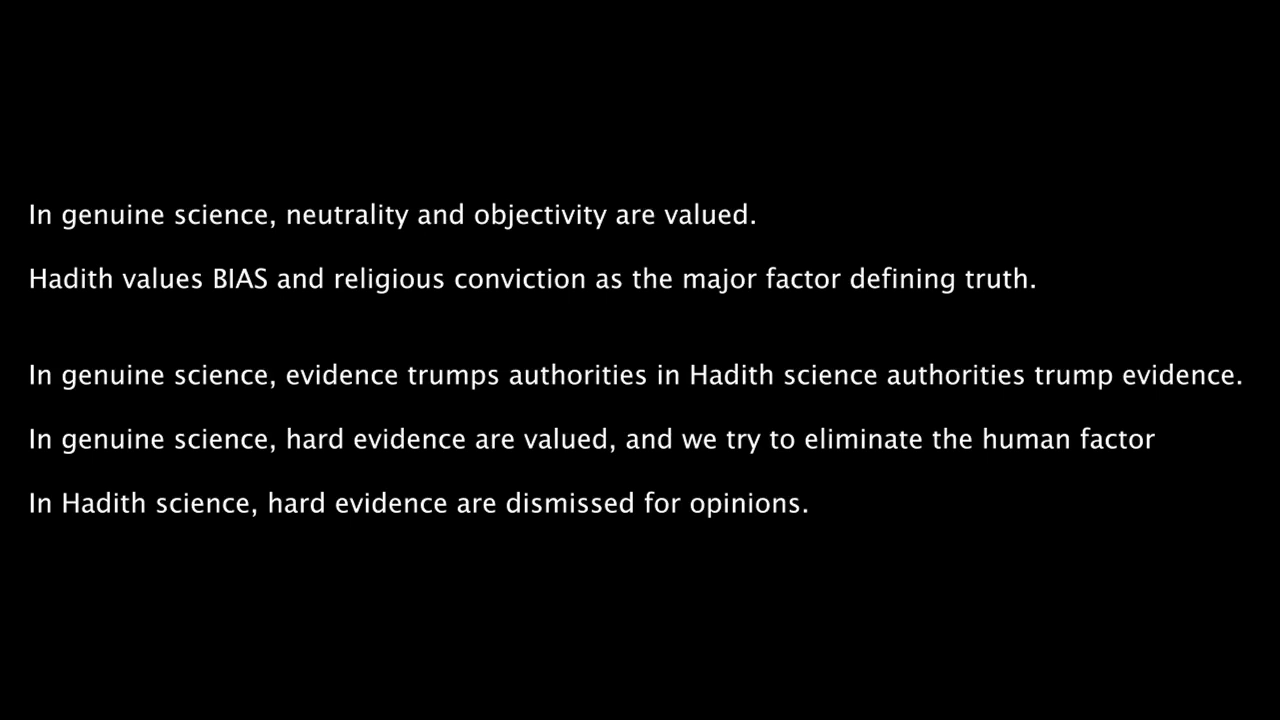 In genuine science, neutrality and objectivity are valued.
Hadith values BIAS and religious conviction as the major factor defining truth.
In genuine science, evidence trumps authorities in Hadith science authorities trump evidence.
In genuine science, hard evidence are valued, and we try to eliminate the human factor
In Hadith science, hard evidence are dismissed for opinions.